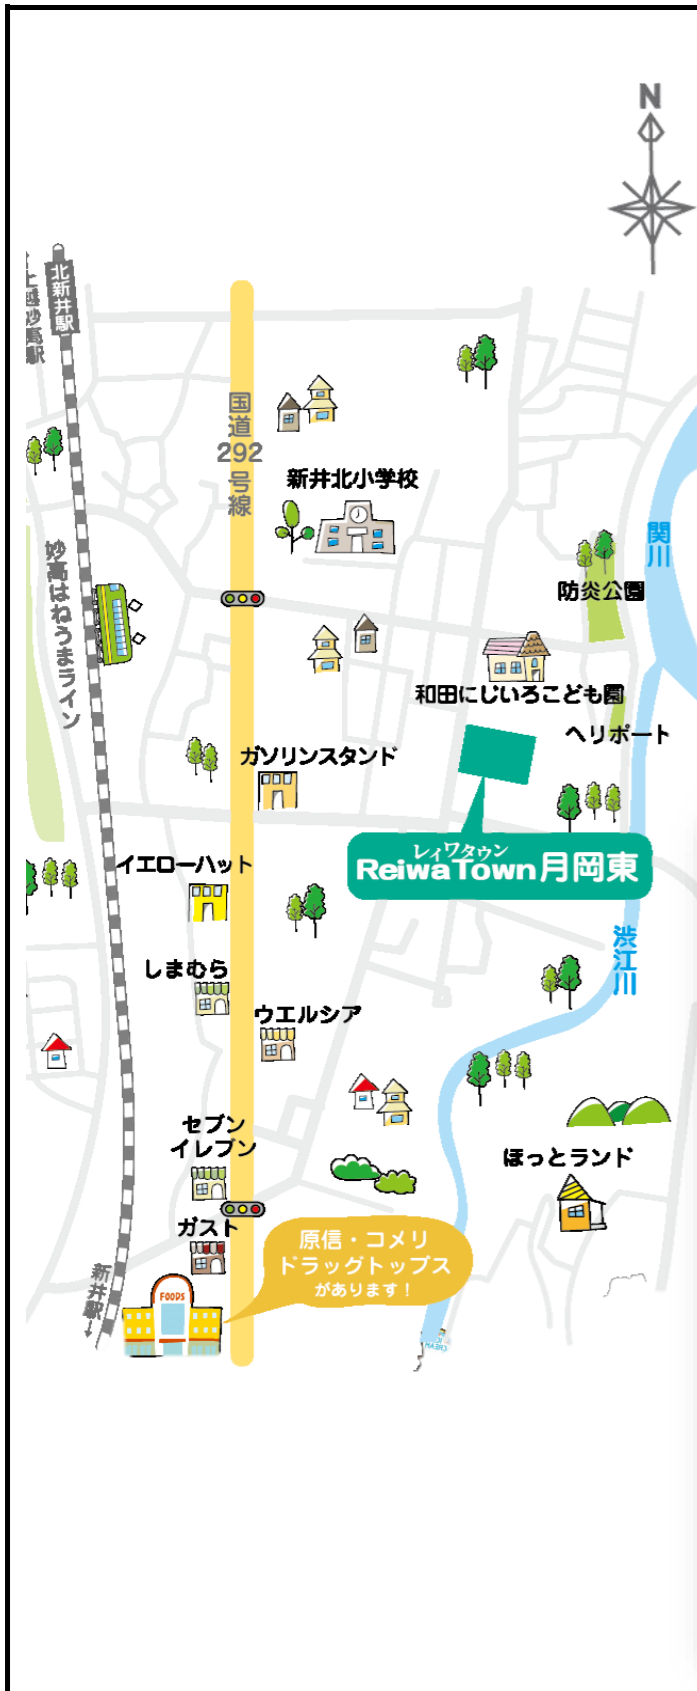 N
北新井駅
上越妙高駅
国道
292
号線
新井北小学校
関川
妙高はねうまライン
防炎公園
和田にじいろこども園
ヘリポート
ガソリンスタンド
レイワタウン
ReiwaTown月岡東
イエローハット
渋江川
しまむら
ウエルシア
セブン
イレブン
ほっとランド
ガスト
原信・コメリ
ドラッグトップス
があります！
新井駅→
FOODS